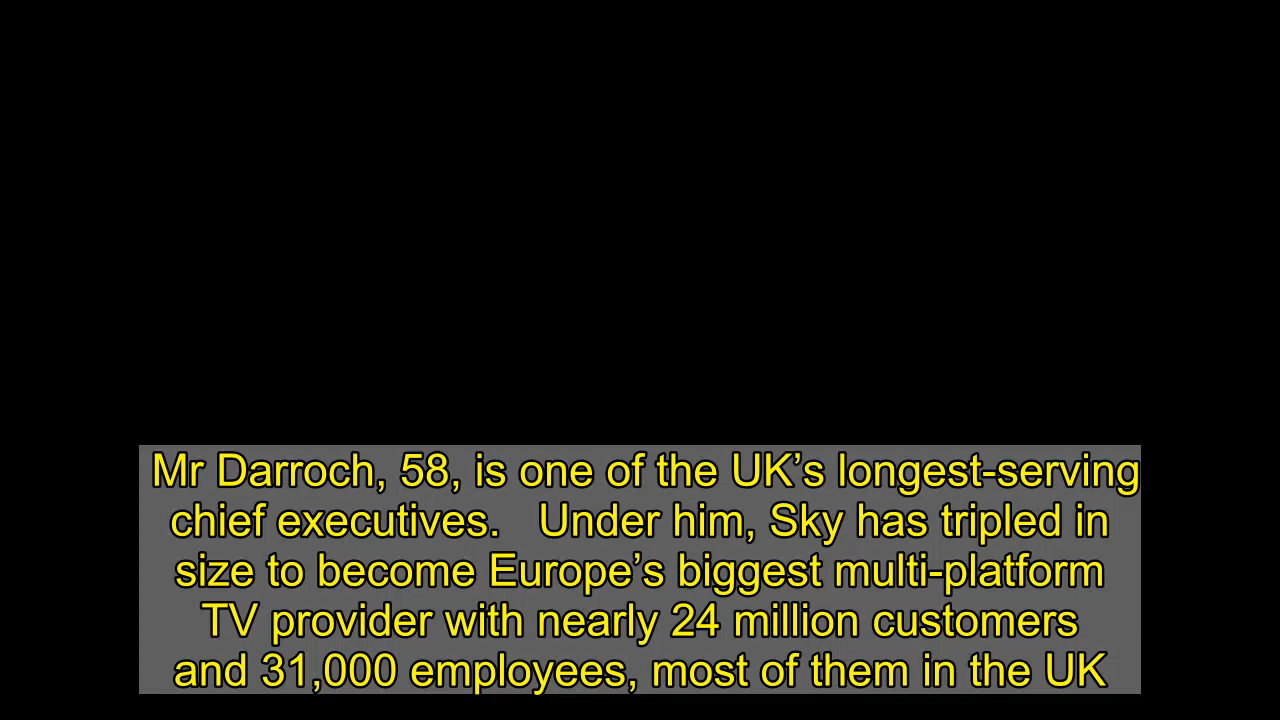 Mr Darroch, 58, is one of the UK’s longest-serving
chief executives.   Under him, Sky has tripled in
size to become Europe’s biggest multi-platform
TV provider with nearly 24 million customers
and 31,000 employees, most of them in the UK